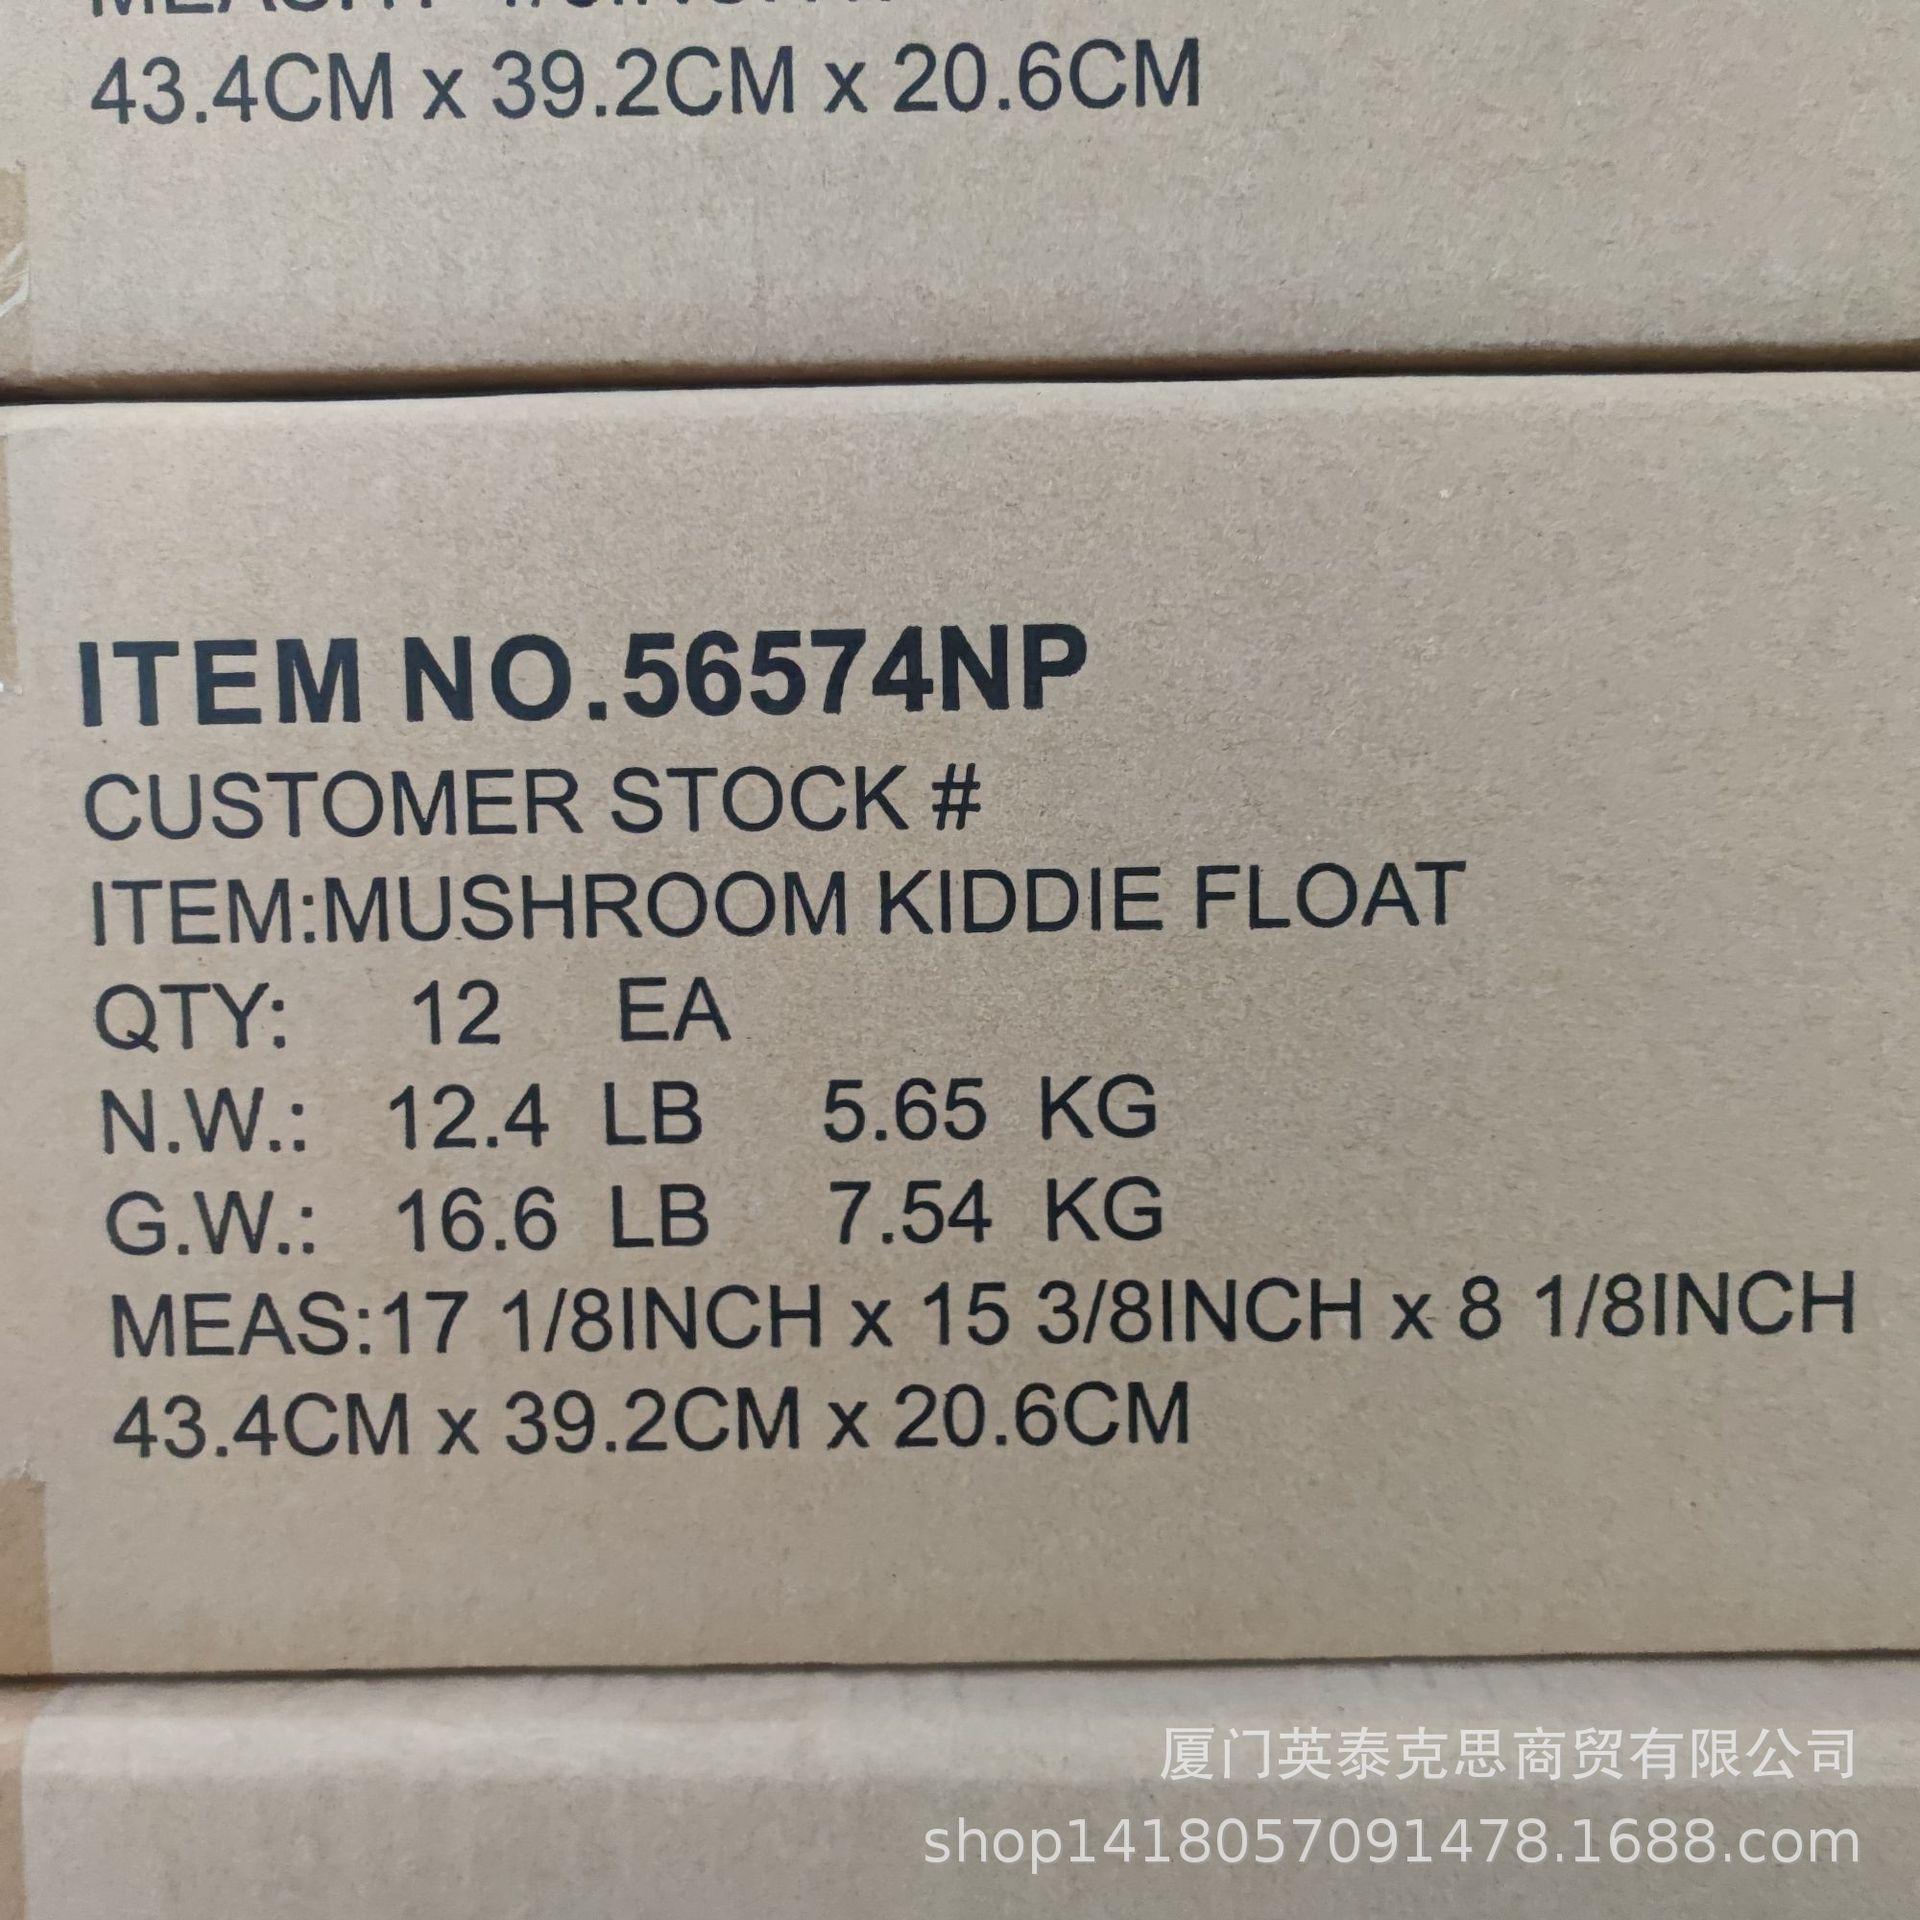 43.4CM x 39.2CM x 20.6CM
ITEM NO.56574NP
CUSTOMER STOCK #
ITEM:MUSHROOM KIDDIE FLOAT
QTY: 12 EA
N.W.: 12.4 LB 5.65 KG
G.W.: 16.6 LB 7.54 KG
MEAS:17 1/8INCH x 15 3/8INCH x 8 1/8INCH
43.4CM x 39.2CM x 20.6CM
厦门英泰克思商贸有限公司
shop1418057091478.1688.com